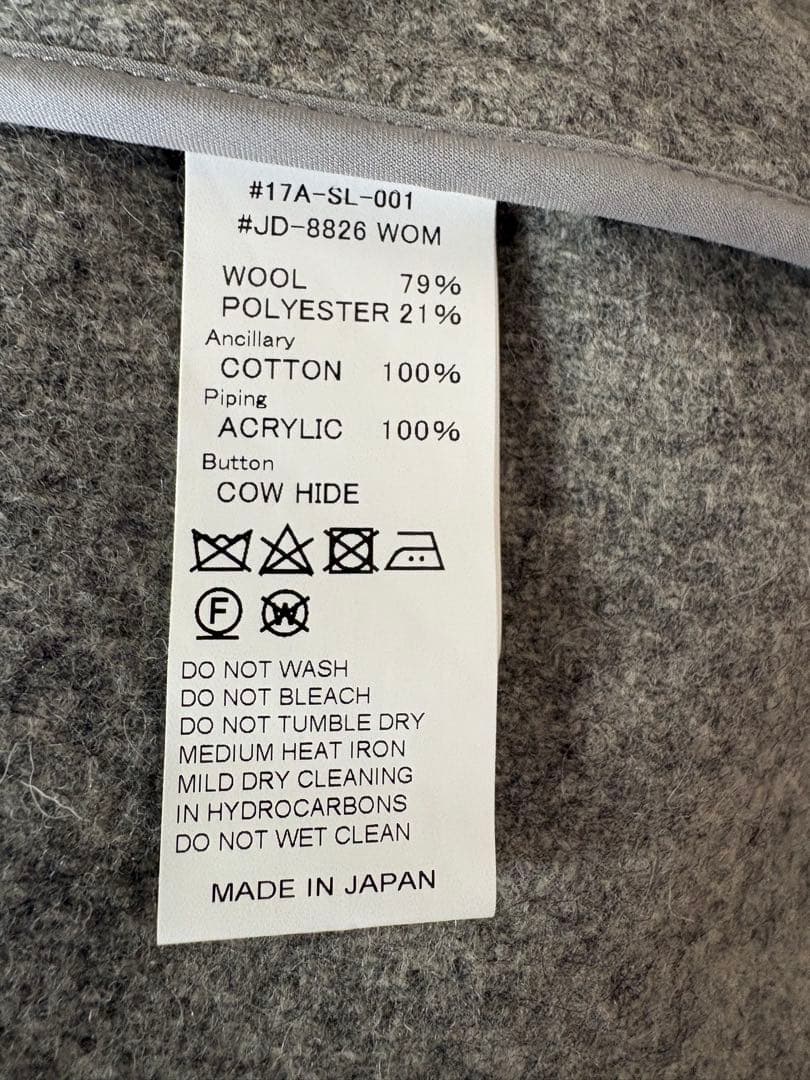 #17A-SL-001
#JD-8826 WOM
WOOL 79%
POLYESTER 21%
Ancillary
COTTON 100%
Piping
ACRYLIC 100%
Button
COW HIDE
F W
DO NOT WASH
DO NOT BLEACH
DO NOT TUMBLE DRY
MEDIUM HEAT IRON
MILD DRY CLEANING
IN HYDROCARBONS
DO NOT WET CLEAN
MADE IN JAPAN